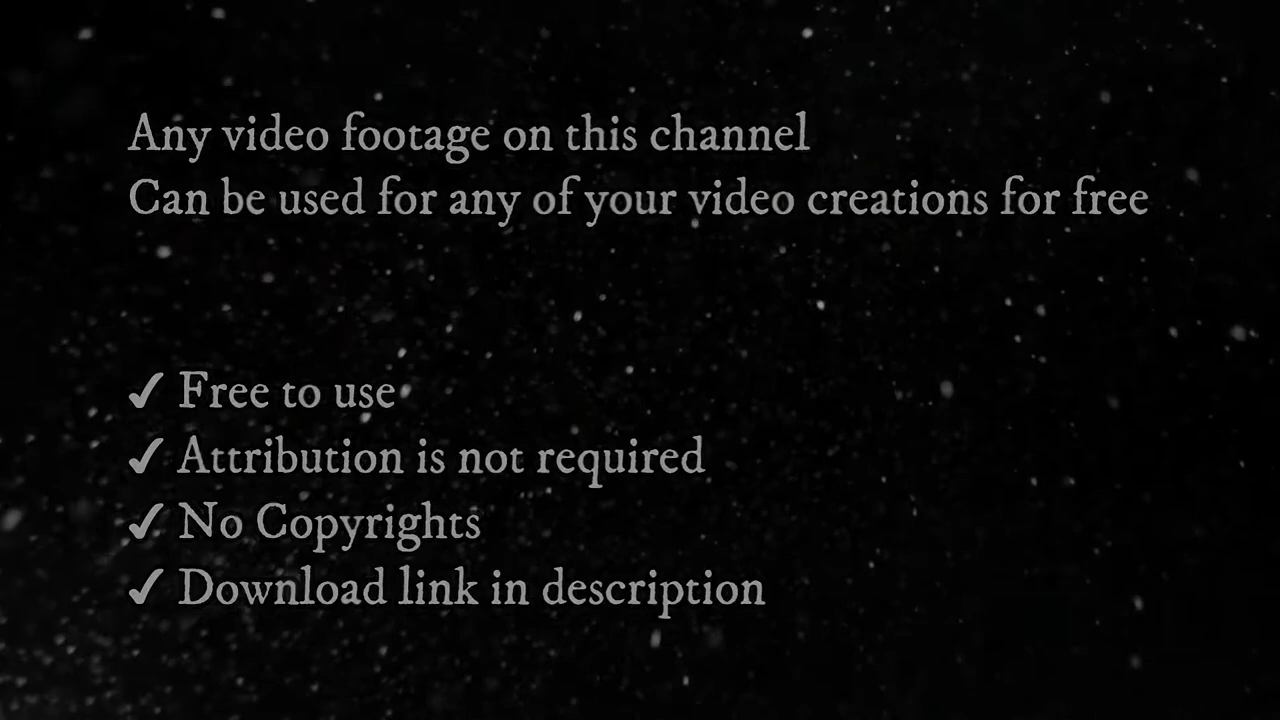 Any video footage on this channel
Can be used for any of your video creations for free
✓ Free to use
✓ Attribution is not required
✓ No Copyrights
✓ Download link in description